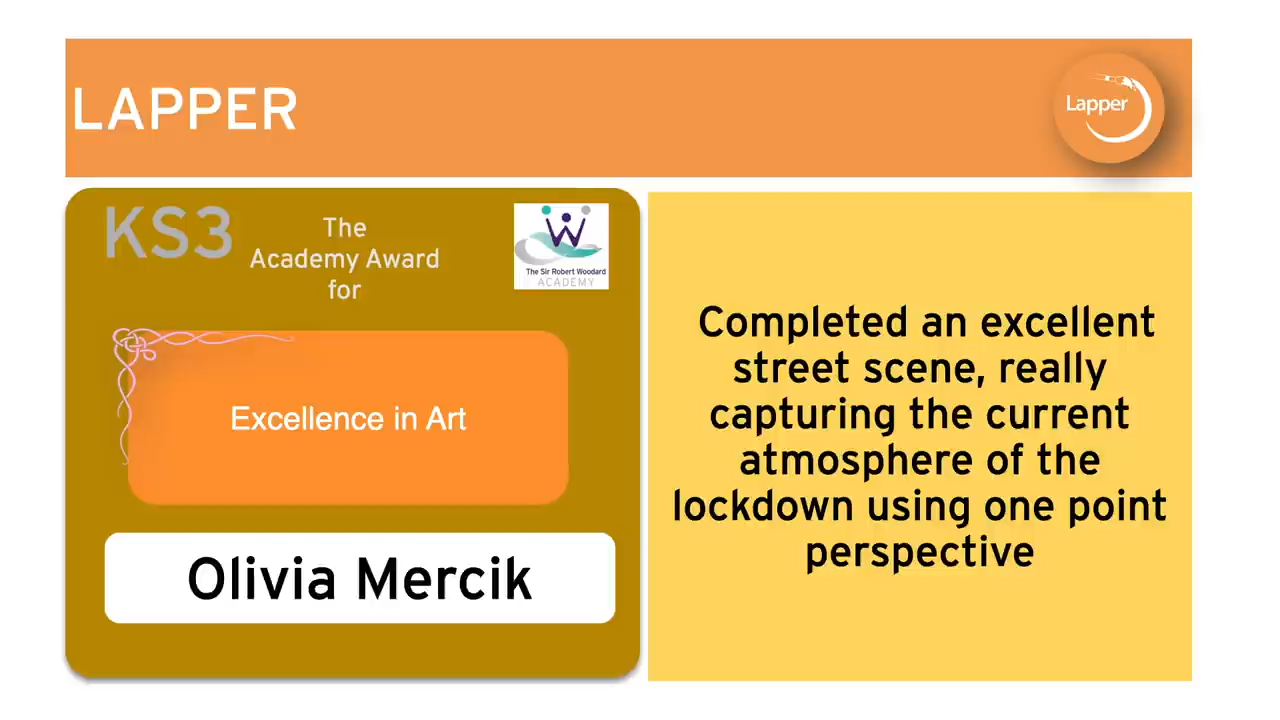 LAPPER
Lapper
KS3
The
Academy Award
for
The Sir Robert Woodard
ACADEMY
Excellence in Art
Olivia Mercik
Completed an excellent
street scene, really
capturing the current
atmosphere of the
lockdown using one point
perspective